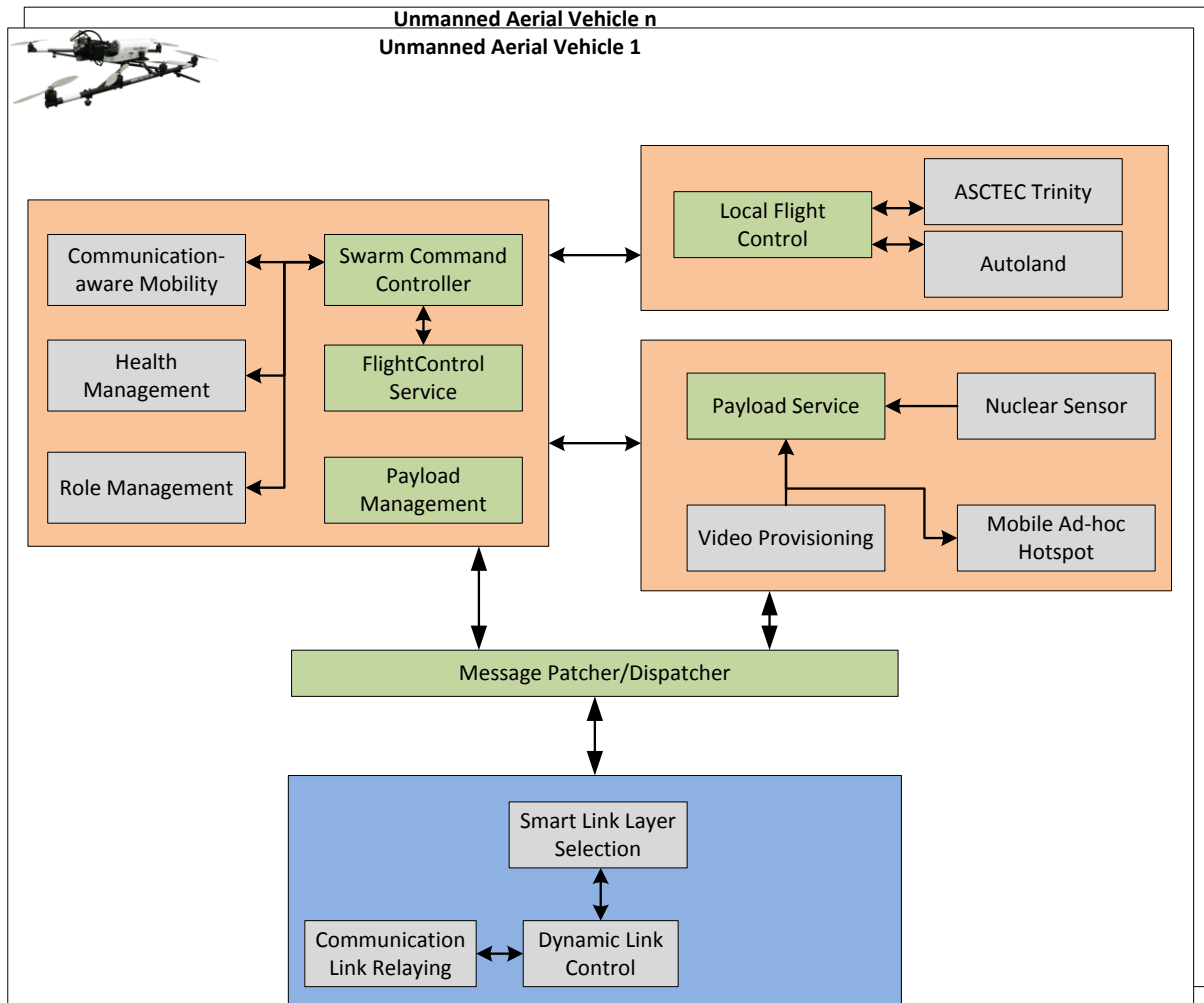 Unmanned Aerial Vehicle n
Unmanned Aerial Vehicle 1
Communication-
aware Mobility
Swarm Command
Controller
Health
Management
FlightControl
Service
Role Management
Payload
Management
Local Flight
Control
ASCTEC Trinity
Autoland
Payload Service
Nuclear Sensor
Video Provisioning
Mobile Ad-hoc
Hotspot
Message Patcher/Dispatcher
Smart Link Layer
Selection
Communication
Link Relaying
Dynamic Link
Control